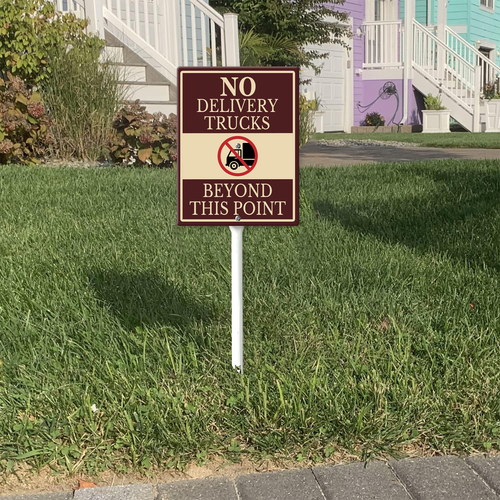 NO
DELIVERY
TRUCKS
BEYOND
THIS POINT